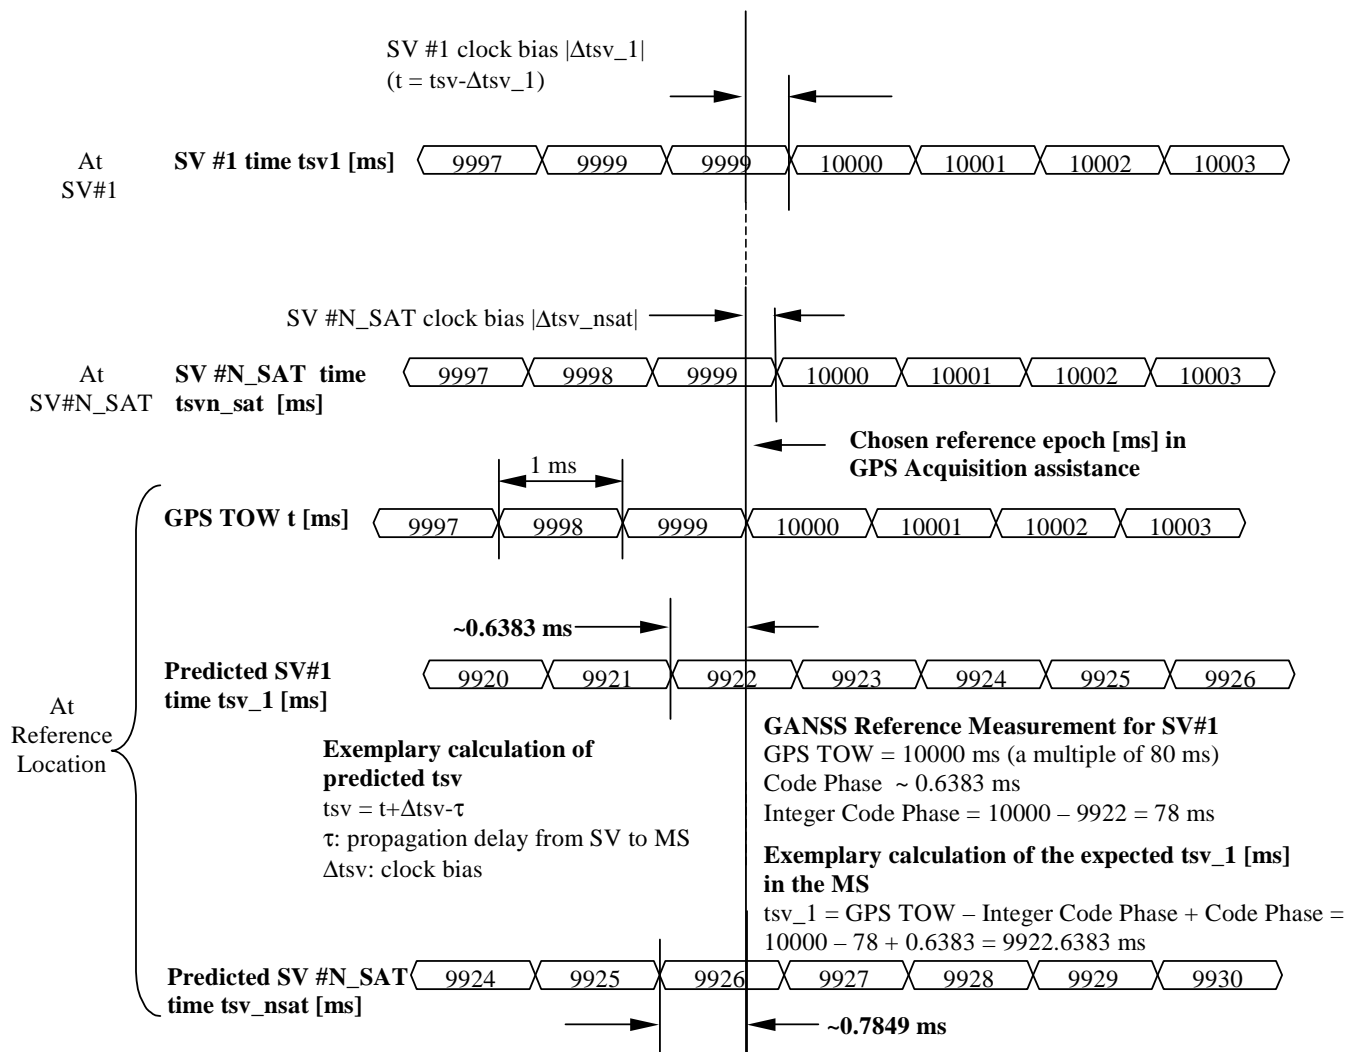 SV #1 clock bias |Δtsv_1|
(t = tsv-Δtsv_1)
At
SV#1
SV #1 time tsv1 [ms]
9997 9999 9999 10000 10001 10002 10003
SV #N_SAT clock bias |Δtsv_nsat|
At
SV#N_SAT
SV #N_SAT time
tsvn_sat [ms]
9997 9998 9999 10000 10001 10002 10003
Chosen reference epoch [ms] in
GPS Acquisition assistance
1 ms
GPS TOW t [ms]
9997 9998 9999 10000 10001 10002 10003
~0.6383 ms
Predicted SV#1
time tsv_1 [ms]
9920 9921 9922 9923 9924 9925 9926
At
Reference
Location
Exemplary calculation of
predicted tsv
tsv = t+Δtsv-τ
τ: propagation delay from SV to MS
Δtsv: clock bias
GANSS Reference Measurement for SV#1
GPS TOW = 10000 ms (a multiple of 80 ms)
Code Phase ~ 0.6383 ms
Integer Code Phase = 10000 – 9922 = 78 ms
Exemplary calculation of the expected tsv_1 [ms]
in the MS
tsv_1 = GPS TOW – Integer Code Phase + Code Phase =
10000 – 78 + 0.6383 = 9922.6383 ms
Predicted SV #N_SAT
time tsv_nsat [ms]
9924 9925 9926 9927 9928 9929 9930
~0.7849 ms